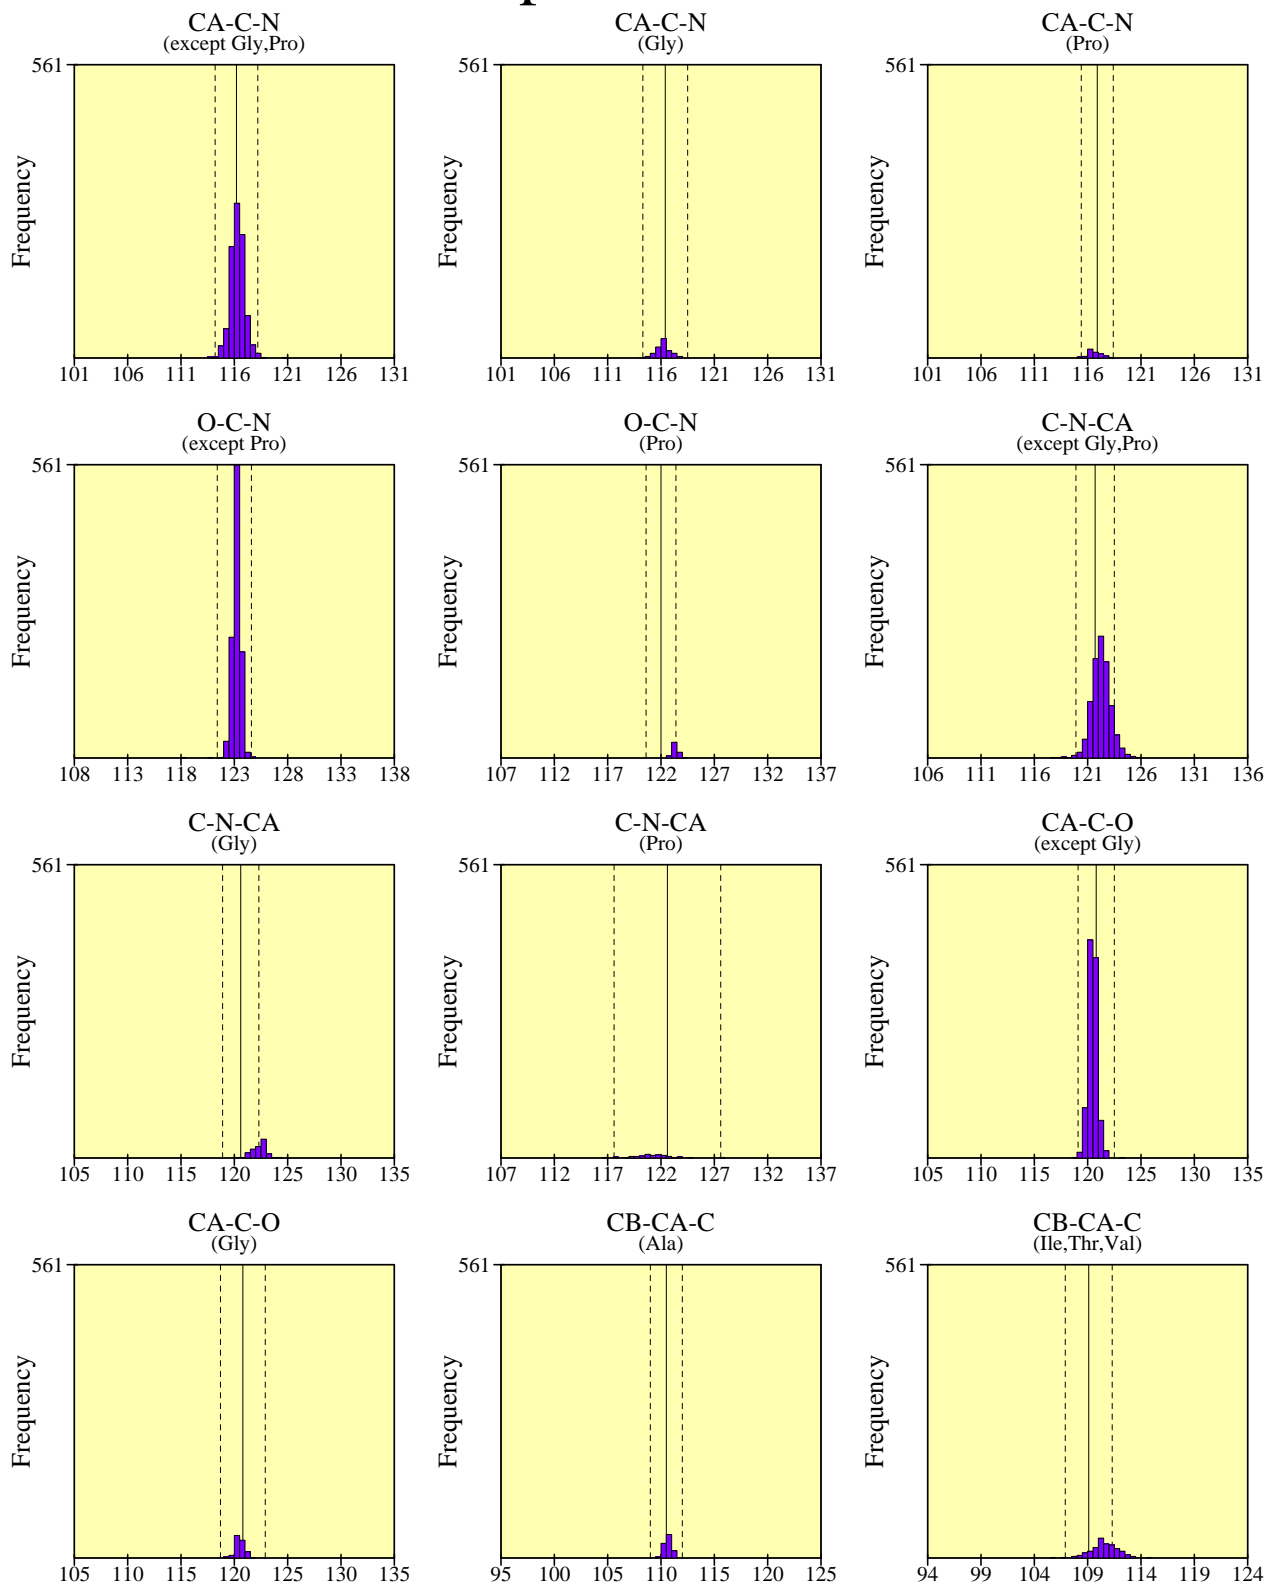 CA-C-N CA-C-N CA-C-N
(except Gly,Pro) (Gly) (Pro)
561 561 561
Frequency Frequency Frequency
101 106 111 116 121 126 131 101 106 111 116 121 126 131 101 106 111 116 121 126 131
O-C-N O-C-N C-N-CA
(except Pro) (Pro) (except Gly,Pro)
561 561 561
Frequency Frequency Frequency
108 113 118 123 128 133 138 107 112 117 122 127 132 137 106 111 116 121 126 131 136
C-N-CA C-N-CA CA-C-O
(Gly) (Pro) (except Gly)
561 561 561
Frequency Frequency Frequency
105 110 115 120 125 130 135 107 112 117 122 127 132 137 105 110 115 120 125 130 135
CA-C-O CB-CA-C CB-CA-C
(Gly) (Ala) (Ile,Thr,Val)
561 561 561
Frequency Frequency Frequency
105 110 115 120 125 130 135 95 100 105 110 115 120 125 94 99 104 109 114 119 124